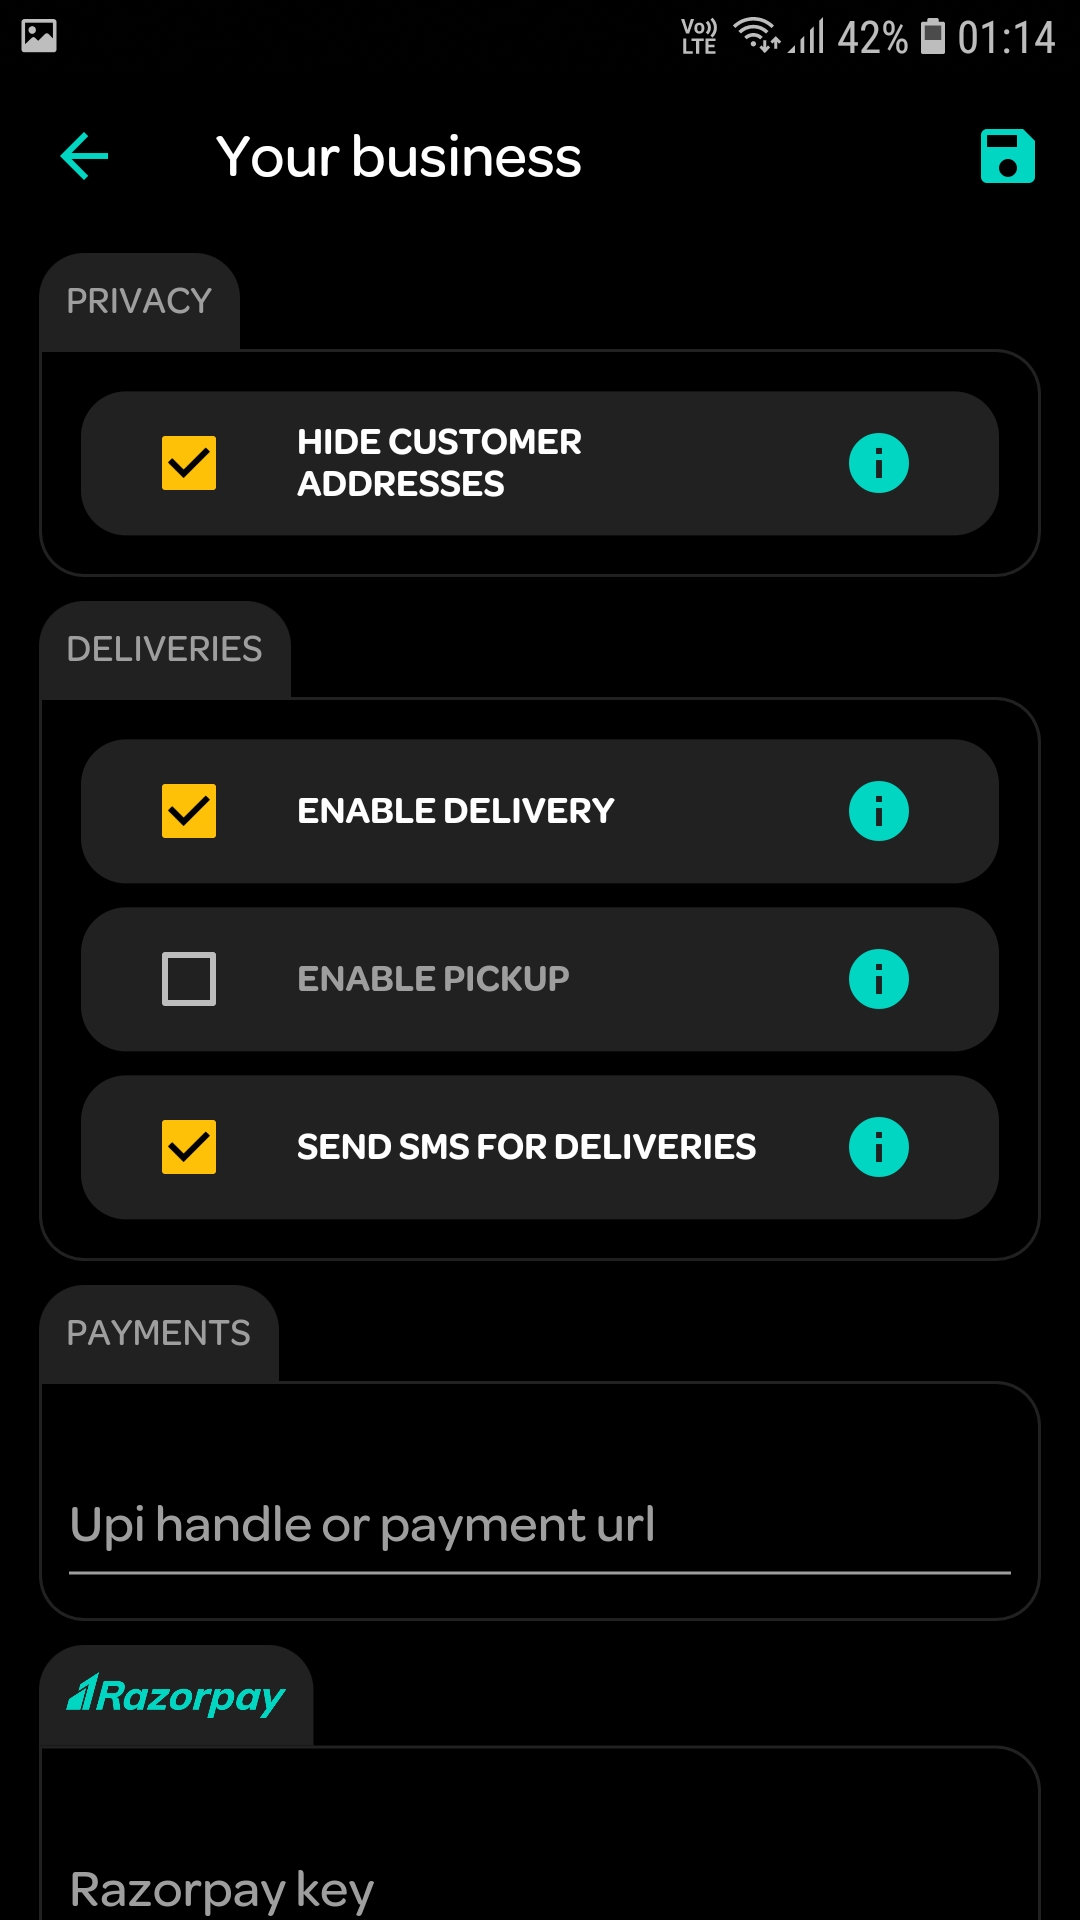 Vo)) LTE 42% 01:14
Your business
PRIVACY
HIDE CUSTOMER
ADDRESSES
DELIVERIES
ENABLE DELIVERY
ENABLE PICKUP
SEND SMS FOR DELIVERIES
PAYMENTS
Upi handle or payment url
Razorpay
Razorpay key